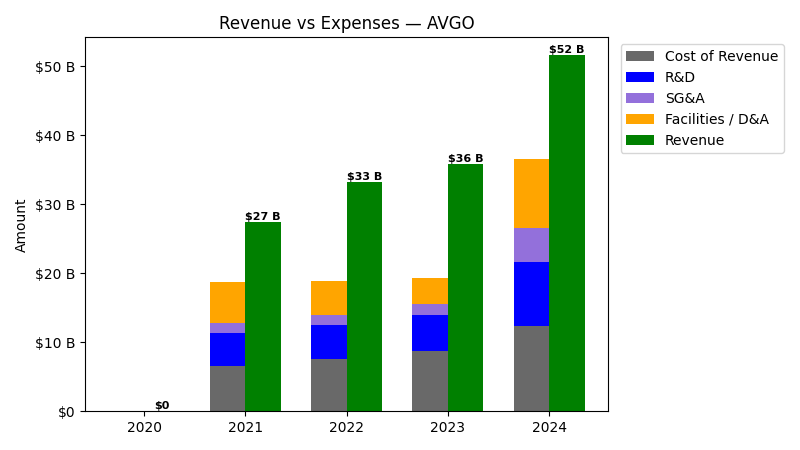 Revenue vs Expenses — AVGO
Cost of Revenue
R&D
SG&A
Facilities / D&A
Revenue
Amount
$50 B
$40 B
$30 B
$20 B
$10 B
$0
$0
$27 B
$33 B
$36 B
$52 B
2020
2021
2022
2023
2024